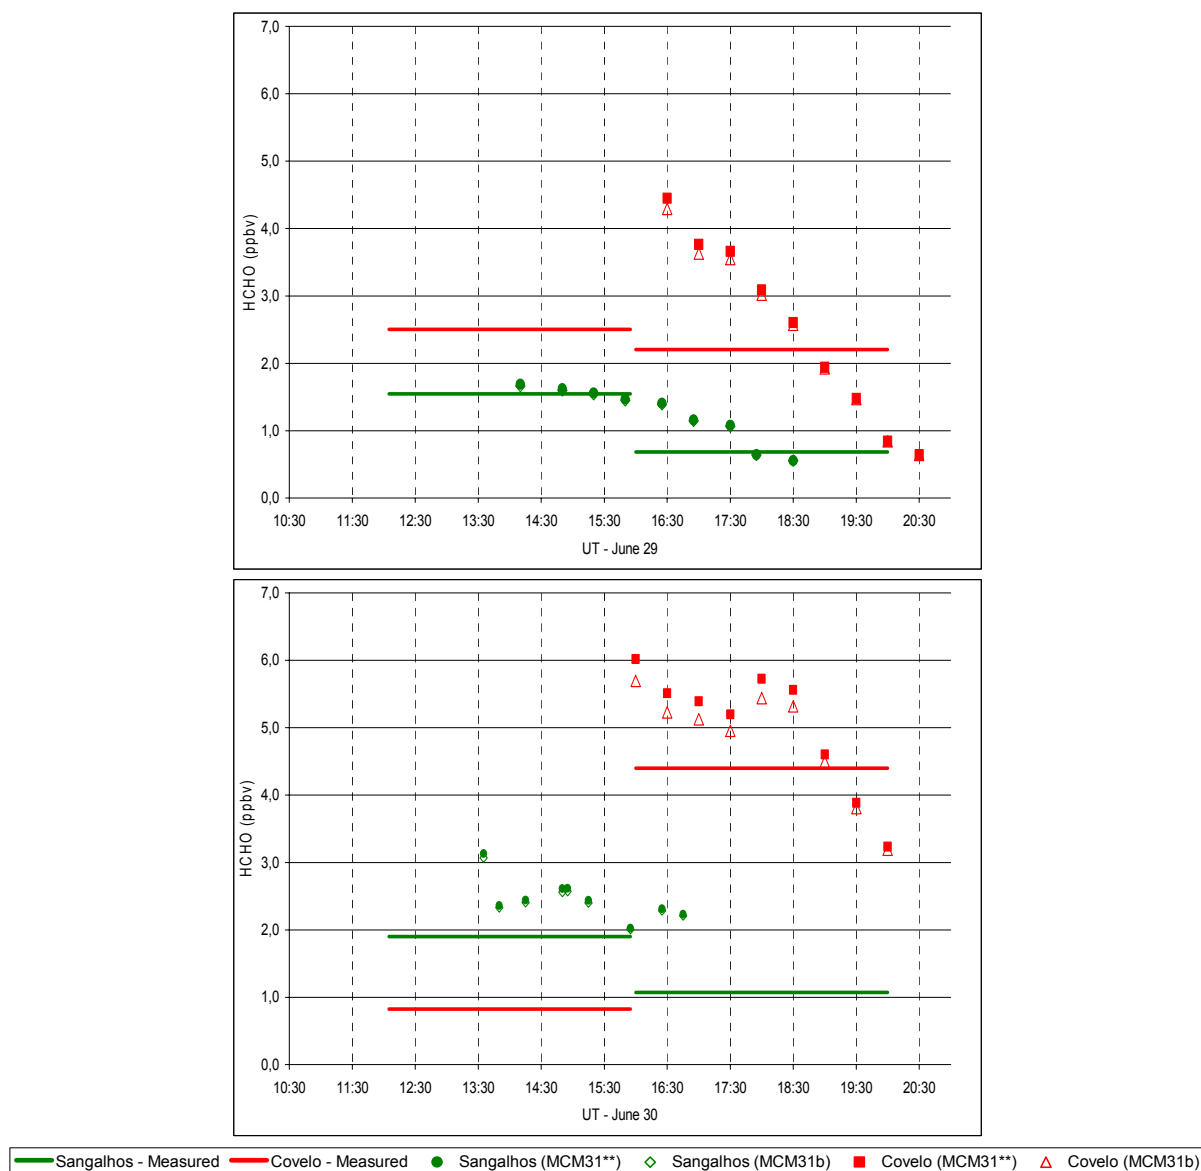 7,0
6,0
5,0
4,0
3,0
2,0
1,0
0,0
HCHO (ppbv)
10:30 11:30 12:30 13:30 14:30 15:30 16:30 17:30 18:30 19:30 20:30
UT - June 29
7,0
6,0
5,0
4,0
3,0
2,0
1,0
0,0
HCHO (ppbv)
10:30 11:30 12:30 13:30 14:30 15:30 16:30 17:30 18:30 19:30 20:30
UT - June 30
Sangalhos - Measured Covelo - Measured Sangalhos (MCM31**) Sangalhos (MCM31b) Covelo (MCM31**) Covelo (MCM31b)